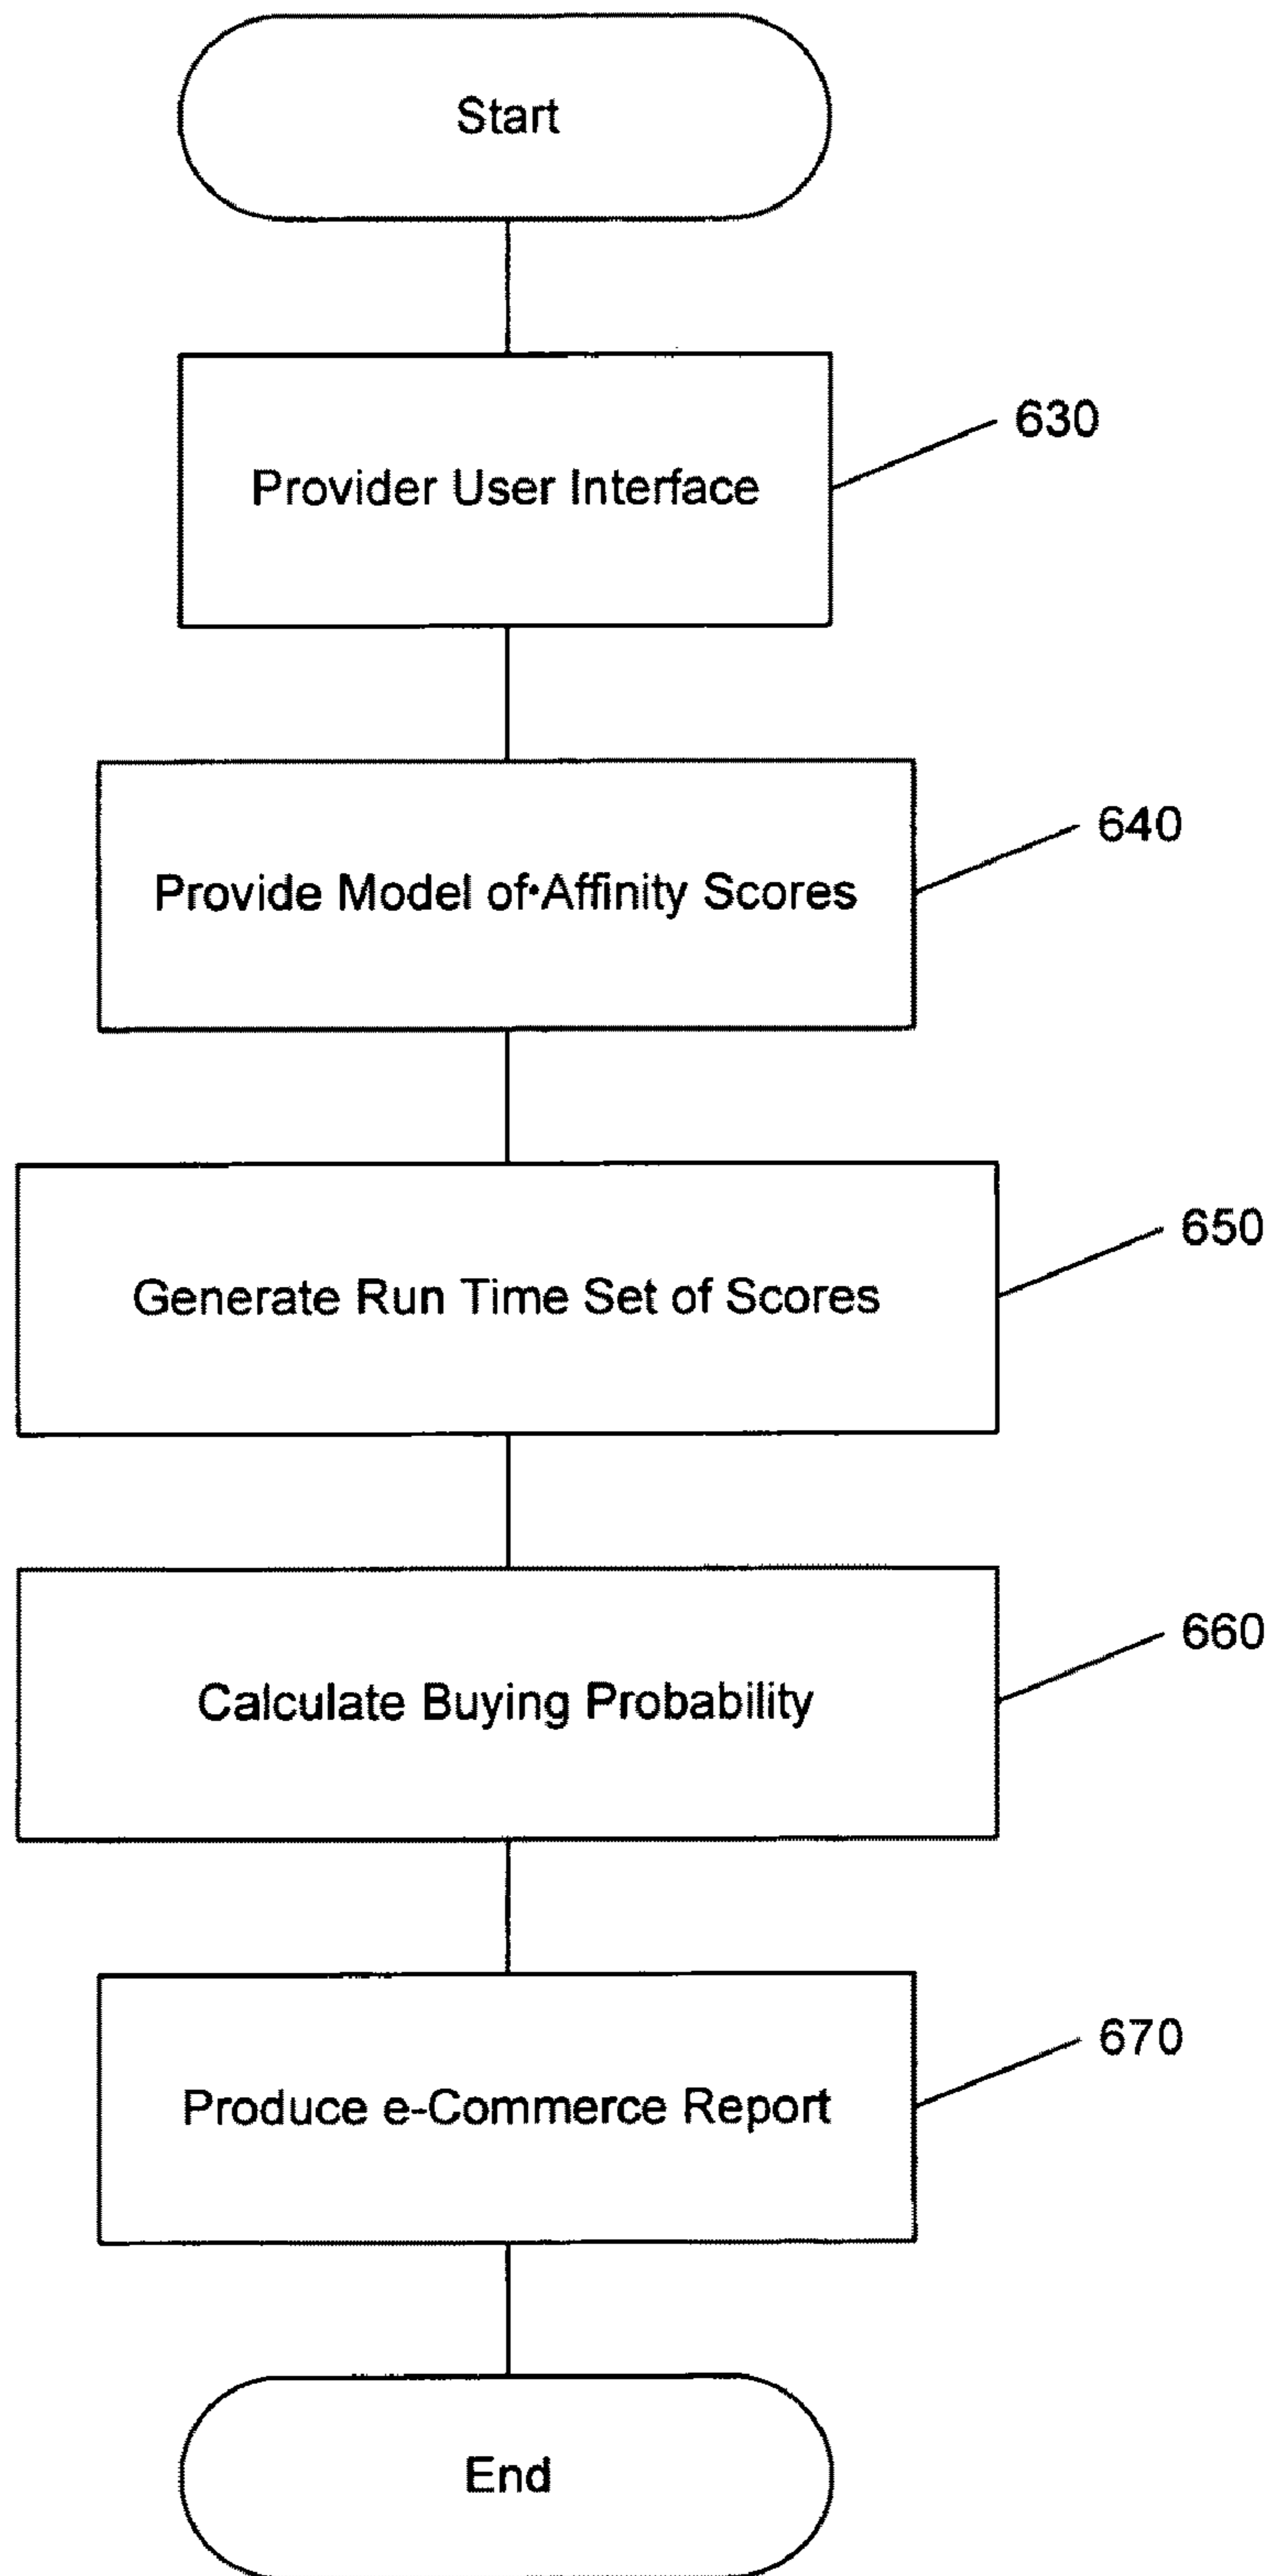 Start
Provider User Interface
630
Provide Model of Affinity Scores
640
Generate Run Time Set of Scores
650
Calculate Buying Probability
660
Produce e-Commerce Report
670
End